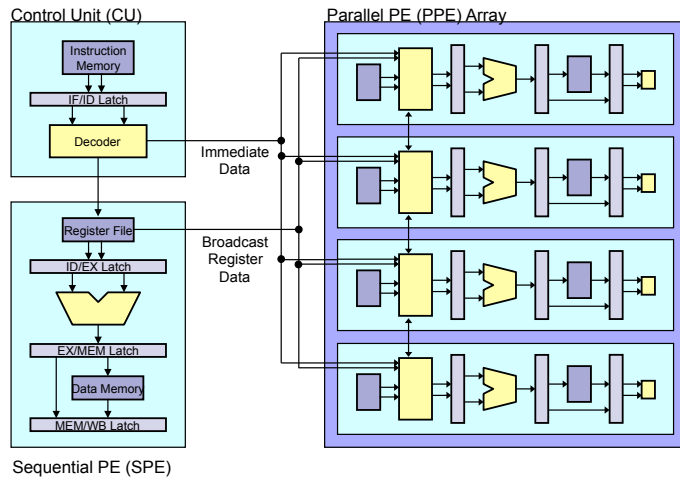 Control Unit (CU)
Instruction
Memory
IF/ID Latch
Decoder
Register File
ID/EX Latch
EX/MEM Latch
Data Memory
MEM/WB Latch
Sequential PE (SPE)
Immediate
Data
Broadcast
Register
Data
Parallel PE (PPE) Array